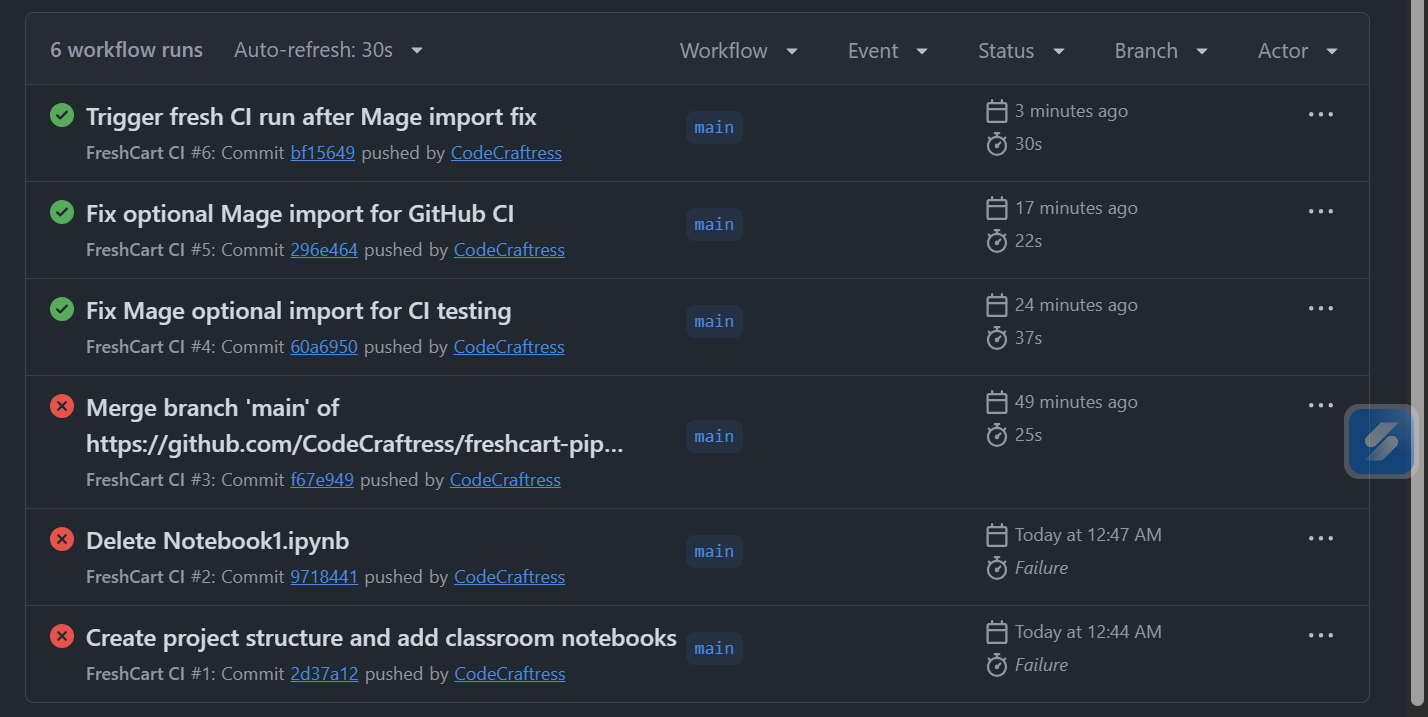 6 workflow runs Auto-refresh: 30s Workflow Event Status Branch Actor
Trigger fresh CI run after Mage import fix
FreshCart CI #6: Commit bf15649 pushed by CodeCraftress
main
3 minutes ago
30s
Fix optional Mage import for GitHub CI
FreshCart CI #5: Commit 296e464 pushed by CodeCraftress
main
17 minutes ago
22s
Fix Mage optional import for CI testing
FreshCart CI #4: Commit 60a6950 pushed by CodeCraftress
main
24 minutes ago
37s
Merge branch 'main' of
https://github.com/CodeCraftress/freshcart-pip...
FreshCart CI #3: Commit f67e949 pushed by CodeCraftress
main
49 minutes ago
25s
Delete Notebook1.ipynb
FreshCart CI #2: Commit 9718441 pushed by CodeCraftress
main
Today at 12:47 AM
Failure
Create project structure and add classroom notebooks
FreshCart CI #1: Commit 2d37a12 pushed by CodeCraftress
main
Today at 12:44 AM
Failure